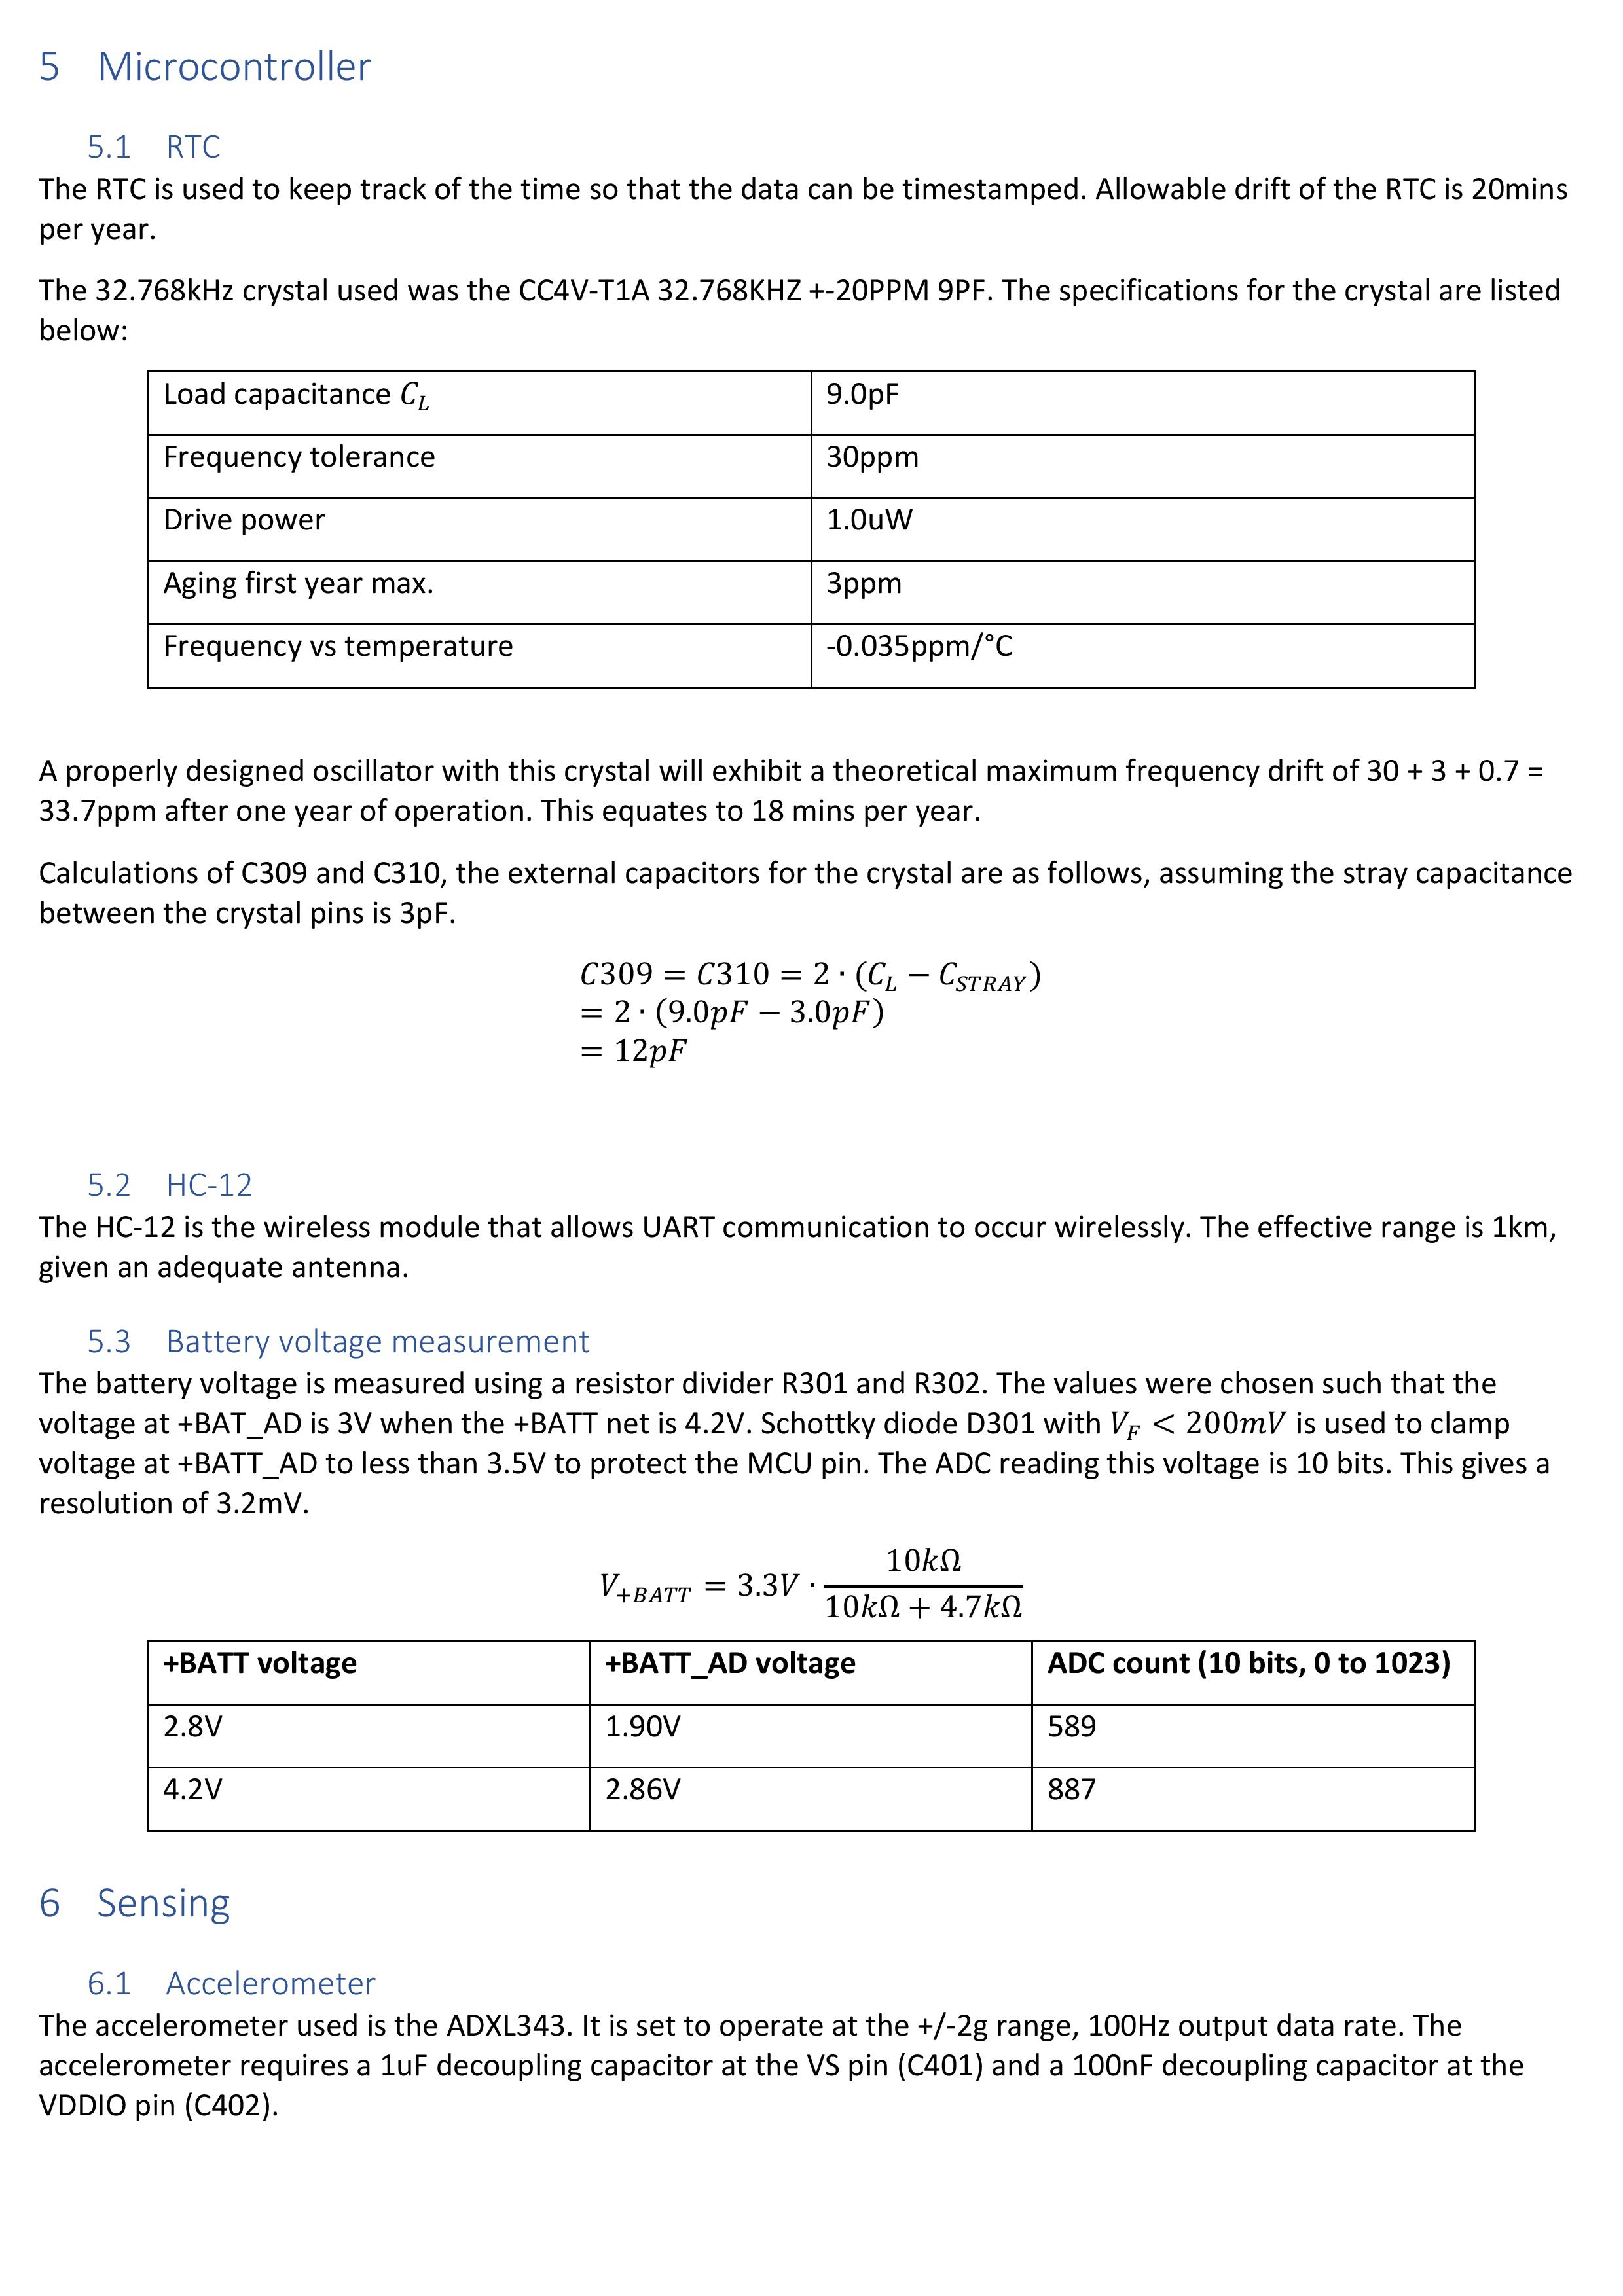 5 Microcontroller
5.1 RTC
The RTC is used to keep track of the time so that the data can be timestamped. Allowable drift of the RTC is 20mins
per year.
The 32.768kHz crystal used was the CC4V-T1A 32.768KHZ +-20PPM 9PF. The specifications for the crystal are listed
below:
Load capacitance C_L 9.0pF
Frequency tolerance 30ppm
Drive power 1.0uW
Aging first year max. 3ppm
Frequency vs temperature -0.035ppm/°C
A properly designed oscillator with this crystal will exhibit a theoretical maximum frequency drift of 30 + 3 + 0.7 =
33.7ppm after one year of operation. This equates to 18 mins per year.
Calculations of C309 and C310, the external capacitors for the crystal are as follows, assuming the stray capacitance
between the crystal pins is 3pF.
C309 = C310 = 2 · (C_L − C_STRAY)
= 2 · (9.0pF − 3.0pF)
= 12pF
5.2 HC-12
The HC-12 is the wireless module that allows UART communication to occur wirelessly. The effective range is 1km,
given an adequate antenna.
5.3 Battery voltage measurement
The battery voltage is measured using a resistor divider R301 and R302. The values were chosen such that the
voltage at +BAT_AD is 3V when the +BATT net is 4.2V. Schottky diode D301 with V_F < 200mV is used to clamp
voltage at +BATT_AD to less than 3.5V to protect the MCU pin. The ADC reading this voltage is 10 bits. This gives a
resolution of 3.2mV.
V_+BATT = 3.3V · 10kΩ / (10kΩ + 4.7kΩ)
+BATT voltage +BATT_AD voltage ADC count (10 bits, 0 to 1023)
2.8V 1.90V 589
4.2V 2.86V 887
6 Sensing
6.1 Accelerometer
The accelerometer used is the ADXL343. It is set to operate at the +/-2g range, 100Hz output data rate. The
accelerometer requires a 1uF decoupling capacitor at the VS pin (C401) and a 100nF decoupling capacitor at the
VDDIO pin (C402).